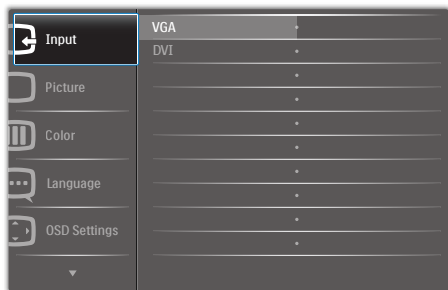 Input
Picture
Color
Language
OSD Settings
VGA
DVI